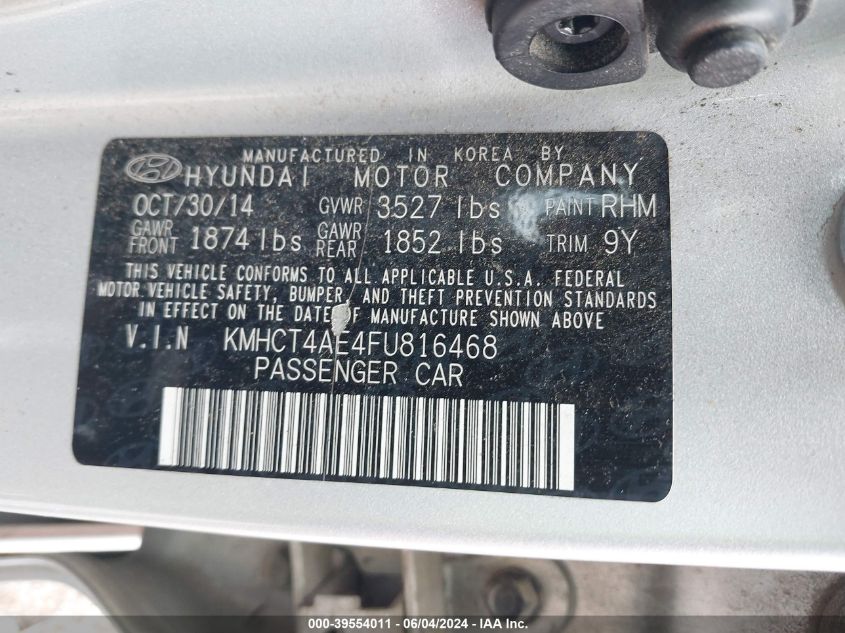 MANUFACTURED IN KOREA BY
HYUNDAI MOTOR COMPANY
OCT/30/14 GVWR 3527 lbs PAINT RHM
GAWR FRONT 1874 lbs GAWR REAR 1852 lbs TRIM 9Y
THIS VEHICLE CONFORMS TO ALL APPLICABLE U.S.A. FEDERAL
MOTOR VEHICLE SAFETY, BUMPER, AND THEFT PREVENTION STANDARDS
IN EFFECT ON THE DATE OF MANUFACTURE SHOWN ABOVE
V.I.N KMHCT4AE4FU816468
PASSENGER CAR
000-39554011 - 06/04/2024 - IAA Inc.